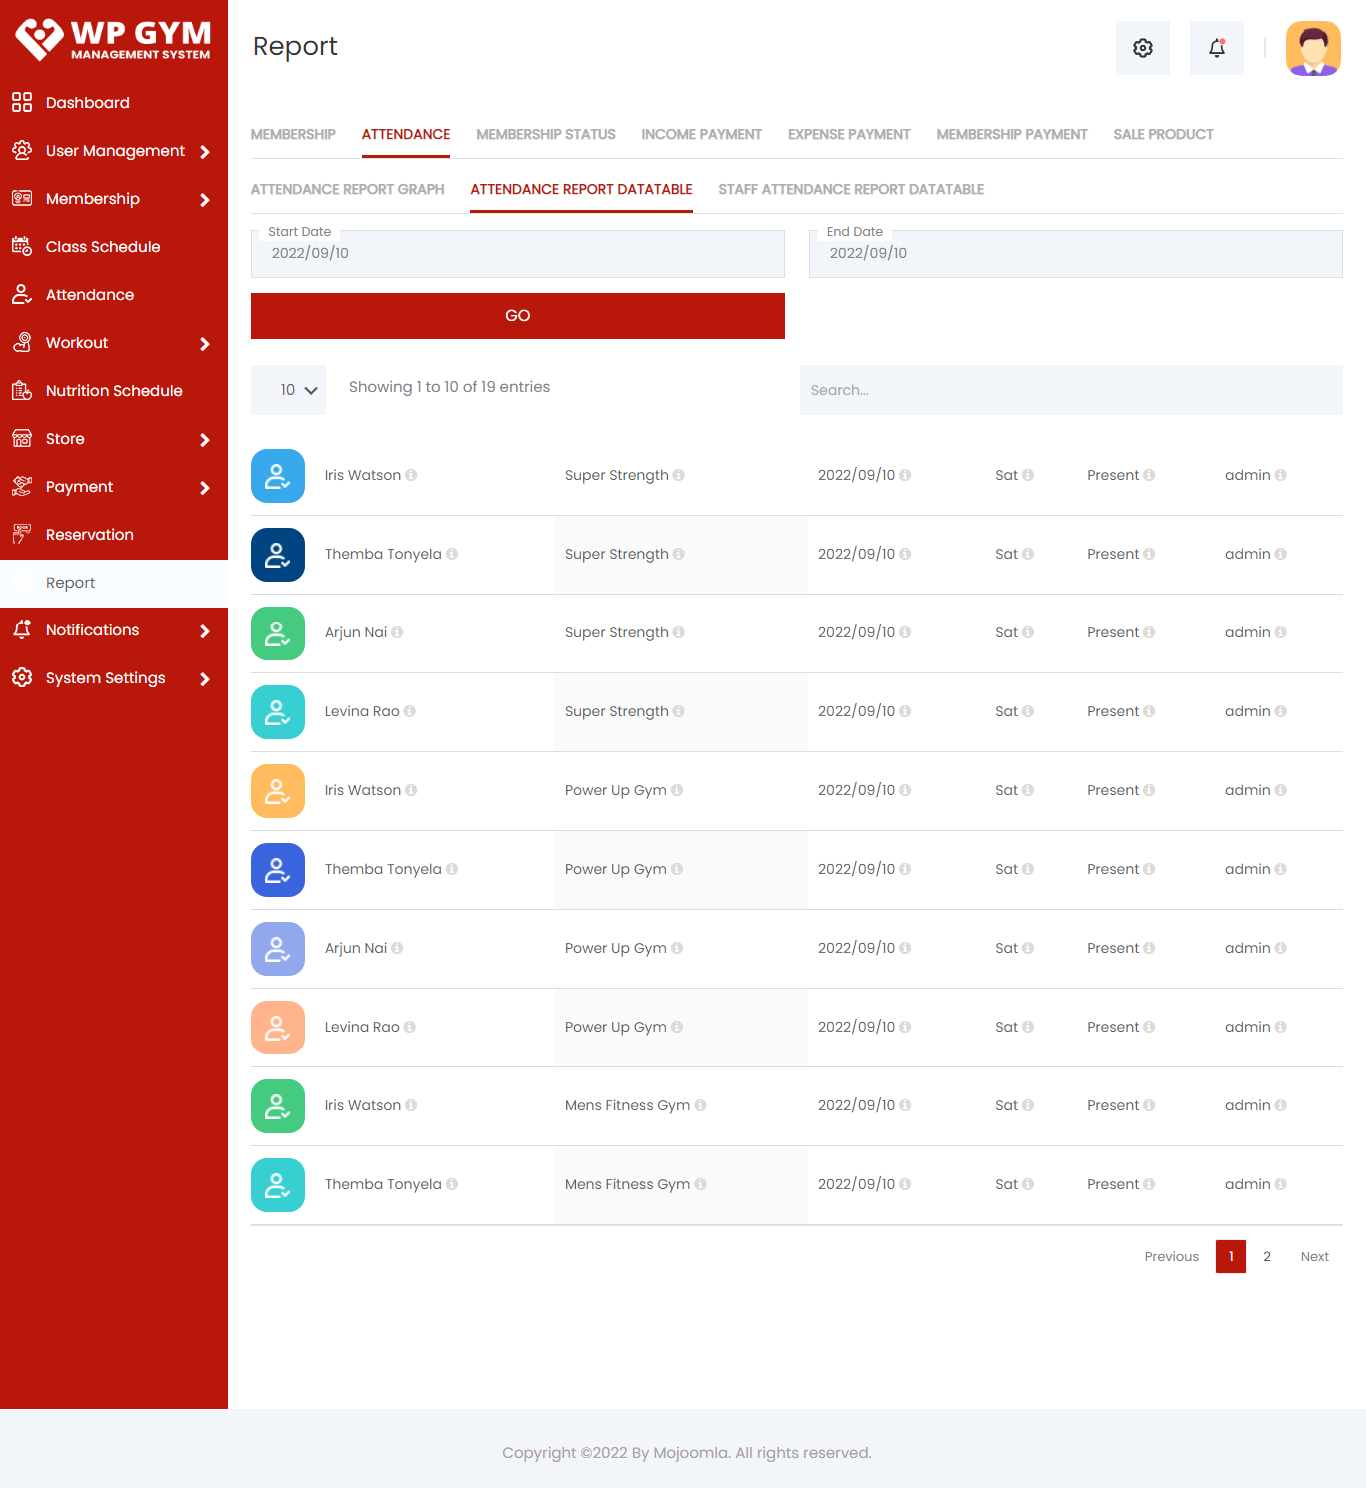 WP GYM
MANAGEMENT SYSTEM
Dashboard
User Management
Membership
Class Schedule
Attendance
Workout
Nutrition Schedule
Store
Payment
Reservation
Report
Notifications
System Settings
Report
MEMBERSHIP ATTENDANCE MEMBERSHIP STATUS INCOME PAYMENT EXPENSE PAYMENT MEMBERSHIP PAYMENT SALE PRODUCT
ATTENDANCE REPORT GRAPH ATTENDANCE REPORT DATATABLE STAFF ATTENDANCE REPORT DATATABLE
Start Date End Date
2022/09/10 2022/09/10
GO
10 Showing 1 to 10 of 19 entries Search...
Iris Watson Super Strength 2022/09/10 Sat Present admin
Themba Tonyela Super Strength 2022/09/10 Sat Present admin
Arjun Nai Super Strength 2022/09/10 Sat Present admin
Levina Rao Super Strength 2022/09/10 Sat Present admin
Iris Watson Power Up Gym 2022/09/10 Sat Present admin
Themba Tonyela Power Up Gym 2022/09/10 Sat Present admin
Arjun Nai Power Up Gym 2022/09/10 Sat Present admin
Levina Rao Power Up Gym 2022/09/10 Sat Present admin
Iris Watson Mens Fitness Gym 2022/09/10 Sat Present admin
Themba Tonyela Mens Fitness Gym 2022/09/10 Sat Present admin
Previous 1 2 Next
Copyright ©2022 By Mojoomla. All rights reserved.